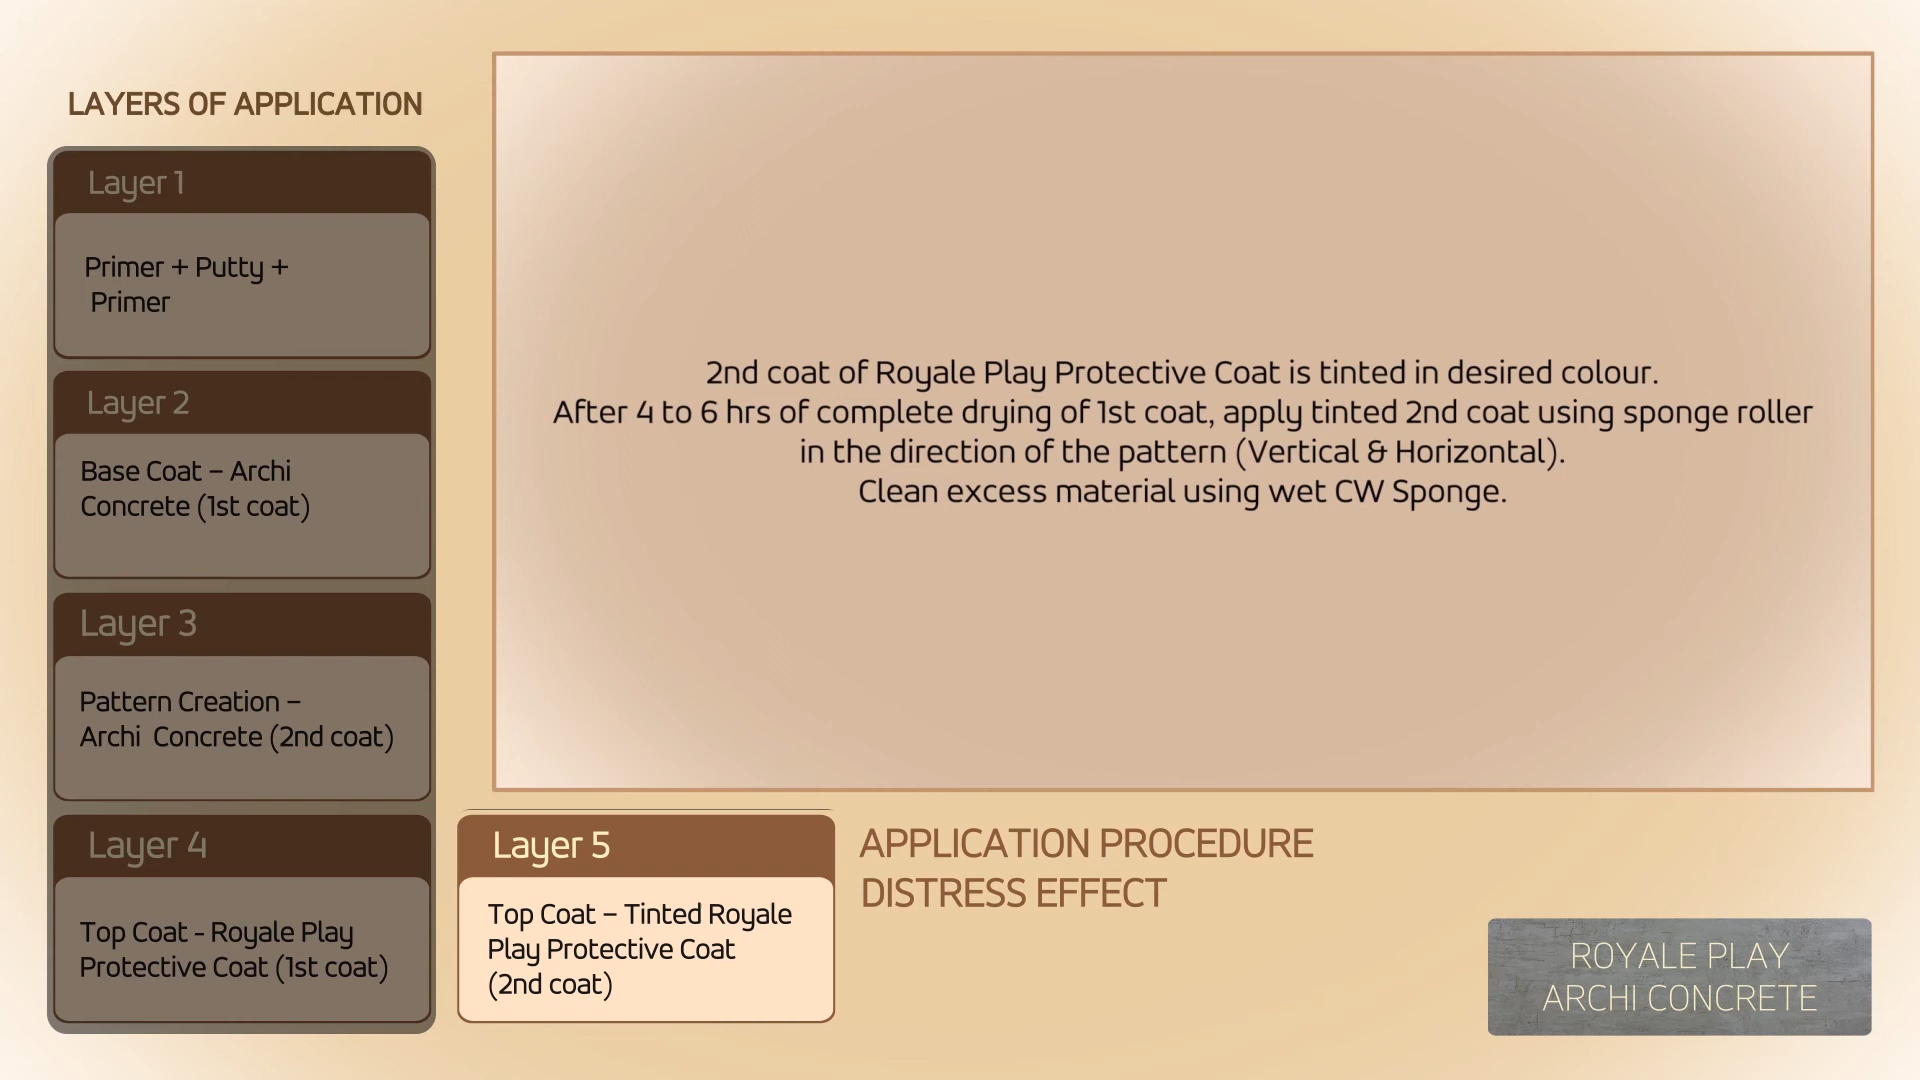 LAYERS OF APPLICATION
Layer 1
Primer + Putty +
Primer
Layer 2
Base Coat – Archi
Concrete (1st coat)
Layer 3
Pattern Creation –
Archi Concrete (2nd coat)
Layer 4
Top Coat - Royale Play
Protective Coat (1st coat)
2nd coat of Royale Play Protective Coat is tinted in desired colour.
After 4 to 6 hrs of complete drying of 1st coat, apply tinted 2nd coat using sponge roller
in the direction of the pattern (Vertical & Horizontal).
Clean excess material using wet CW Sponge.
Layer 5
Top Coat – Tinted Royale
Play Protective Coat
(2nd coat)
APPLICATION PROCEDURE
DISTRESS EFFECT
ROYALE PLAY
ARCHI CONCRETE